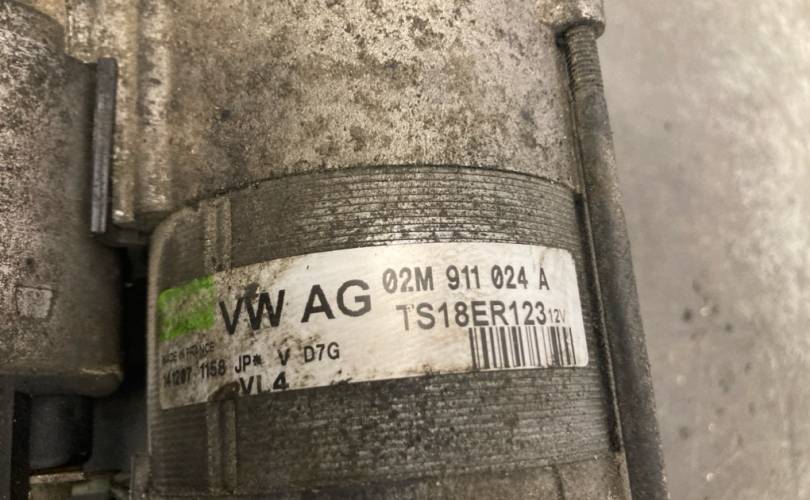 VW AG 02M 911 024 A
TS18ER123 12V
MADE IN FRANCE
141207 1158 JP* V D7G
VL4